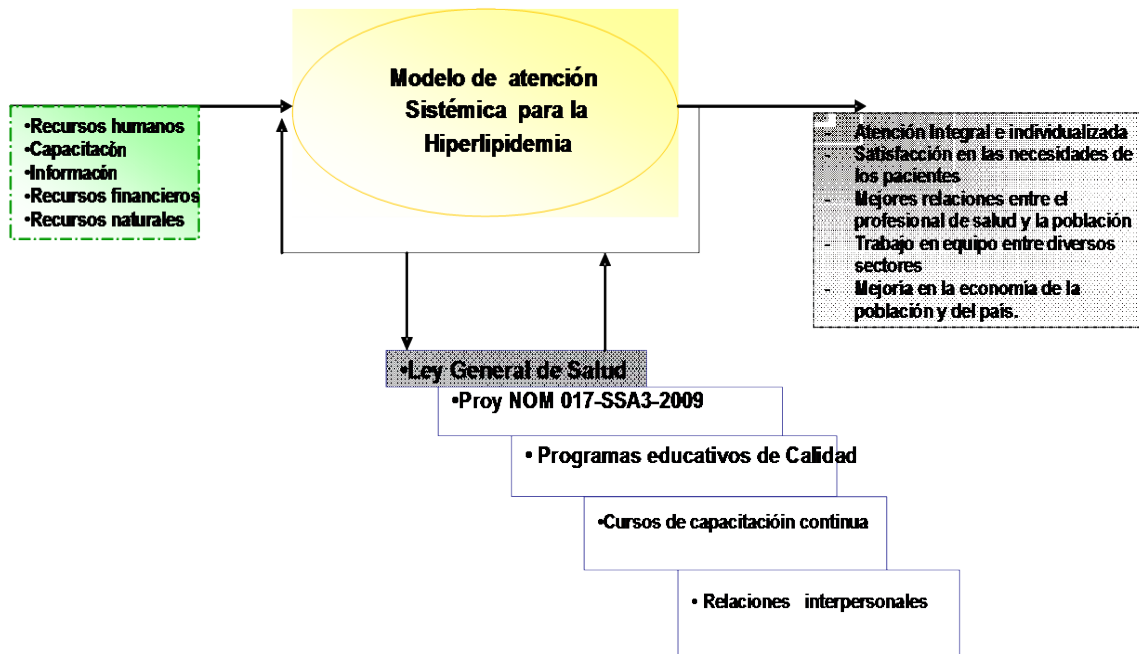 Modelo de atención
Sistémica para la
Hiperlipidemia
•Recursos humanos
•Capacitacón
•Informacón
•Recursos financieros
•Recursos naturales
- Atención Integral e individualizada
- Satisfacción en las necesidades de
los pacientes
- Mejores relaciones entre el
profesional de salud y la población
- Trabajo en equipo entre diversos
sectores
- Mejoría en la economía de la
población y del país.
•Ley General de Salud
•Proy NOM 017-SSA3-2009
• Programas educativos de Calidad
•Cursos de capacitacióin continua
• Relaciones interpersonales